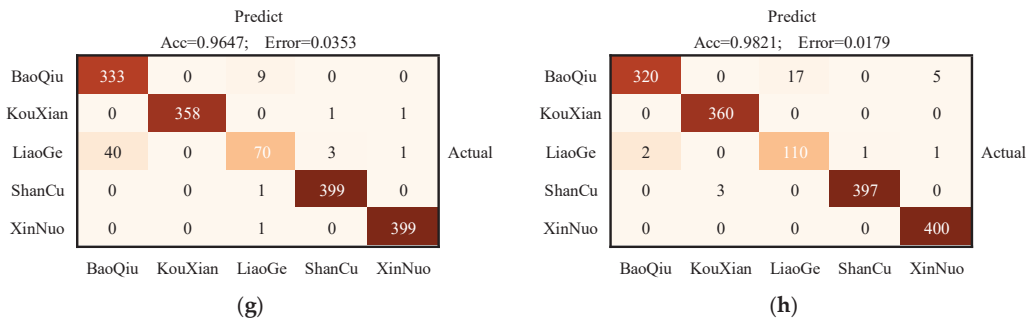 Predict
Acc=0.9647; Error=0.0353
BaoQiu 333 0 9 0 0
KouXian 0 358 0 1 1
LiaoGe 40 0 70 3 1 Actual
ShanCu 0 0 1 399 0
XinNuo 0 0 1 0 399
BaoQiu KouXian LiaoGe ShanCu XinNuo
(g)
Predict
Acc=0.9821; Error=0.0179
BaoQiu 320 0 17 0 5
KouXian 0 360 0 0 0
LiaoGe 2 0 110 1 1 Actual
ShanCu 0 3 0 397 0
XinNuo 0 0 0 0 400
BaoQiu KouXian LiaoGe ShanCu XinNuo
(h)